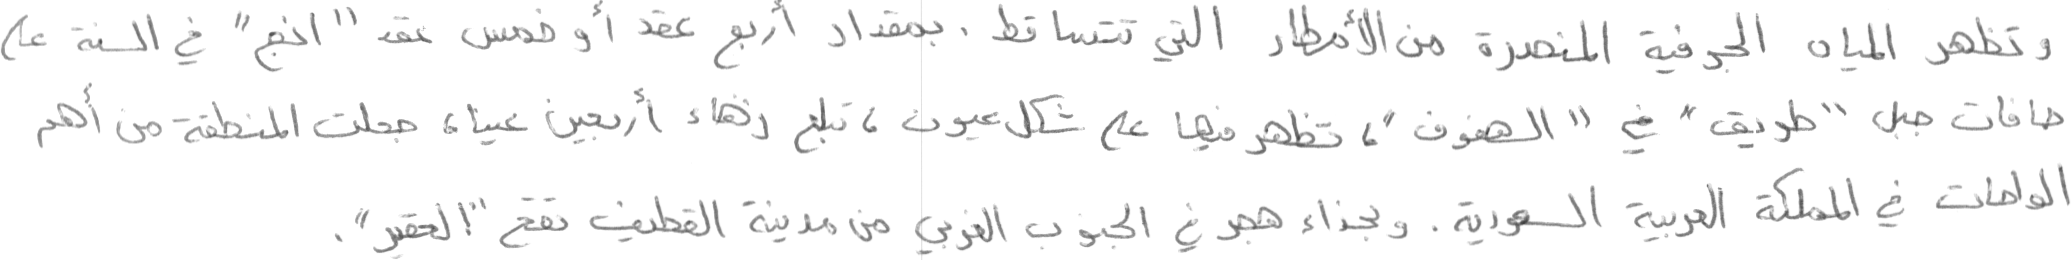 وتظهر المياه الجوفية المنحدرة من الأمطار التي تتساقط، بمقدار أربع عقد أو خمس عقد "انج" في السنة على
حافات جبل "طويق" في "الهفوف"، تظهر فيها على شكل عيون، تبلغ زهاء أربعين عينا، جعلت المنطقة من أهم
الواحات في المملكة العربية السعودية. وبحذاء هجر في الجنوب الغربي من مدينة القطيف تقع "العقير".